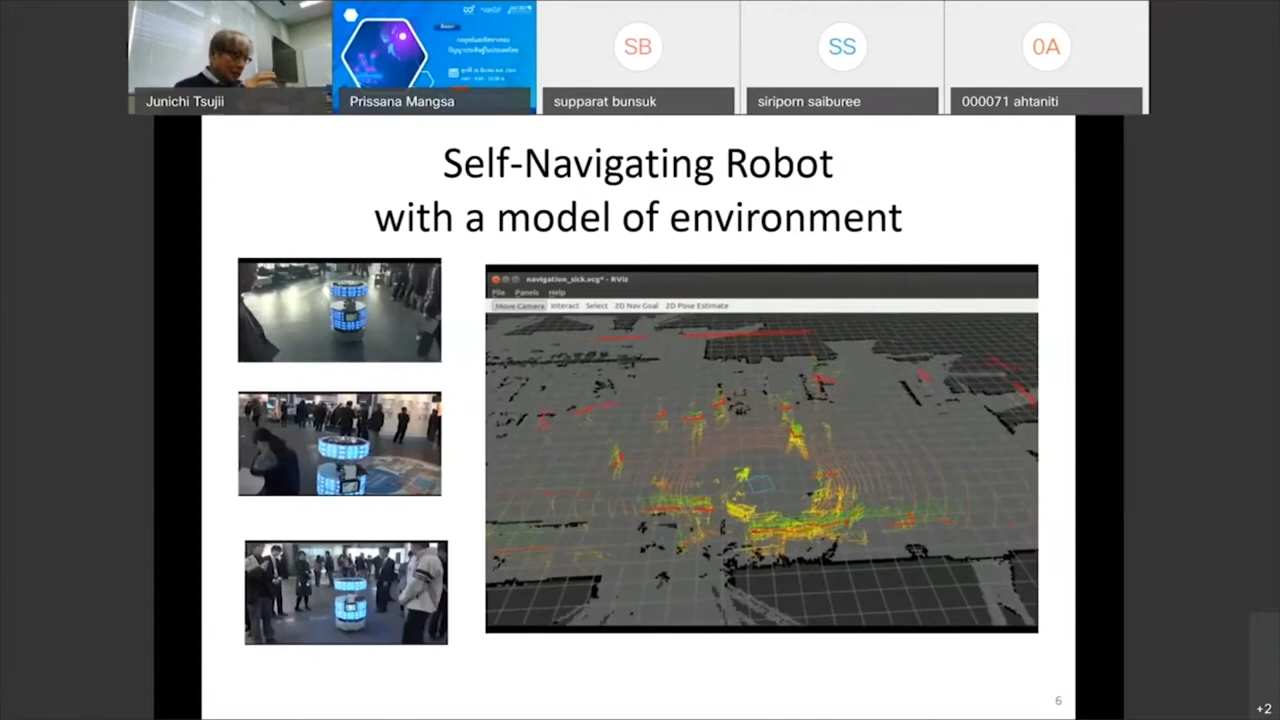 SB
SS
0A
Junichi Tsujii
Prissana Mangsa
supparat bunsuk
siriporn saiburee
000071 ahtaniti
Self-Navigating Robot
with a model of environment
navigation_sick.vcg* - RViz
File Panels Help
Move Camera Interact Select 2D Nav Goal 2D Pose Estimate
6
+2